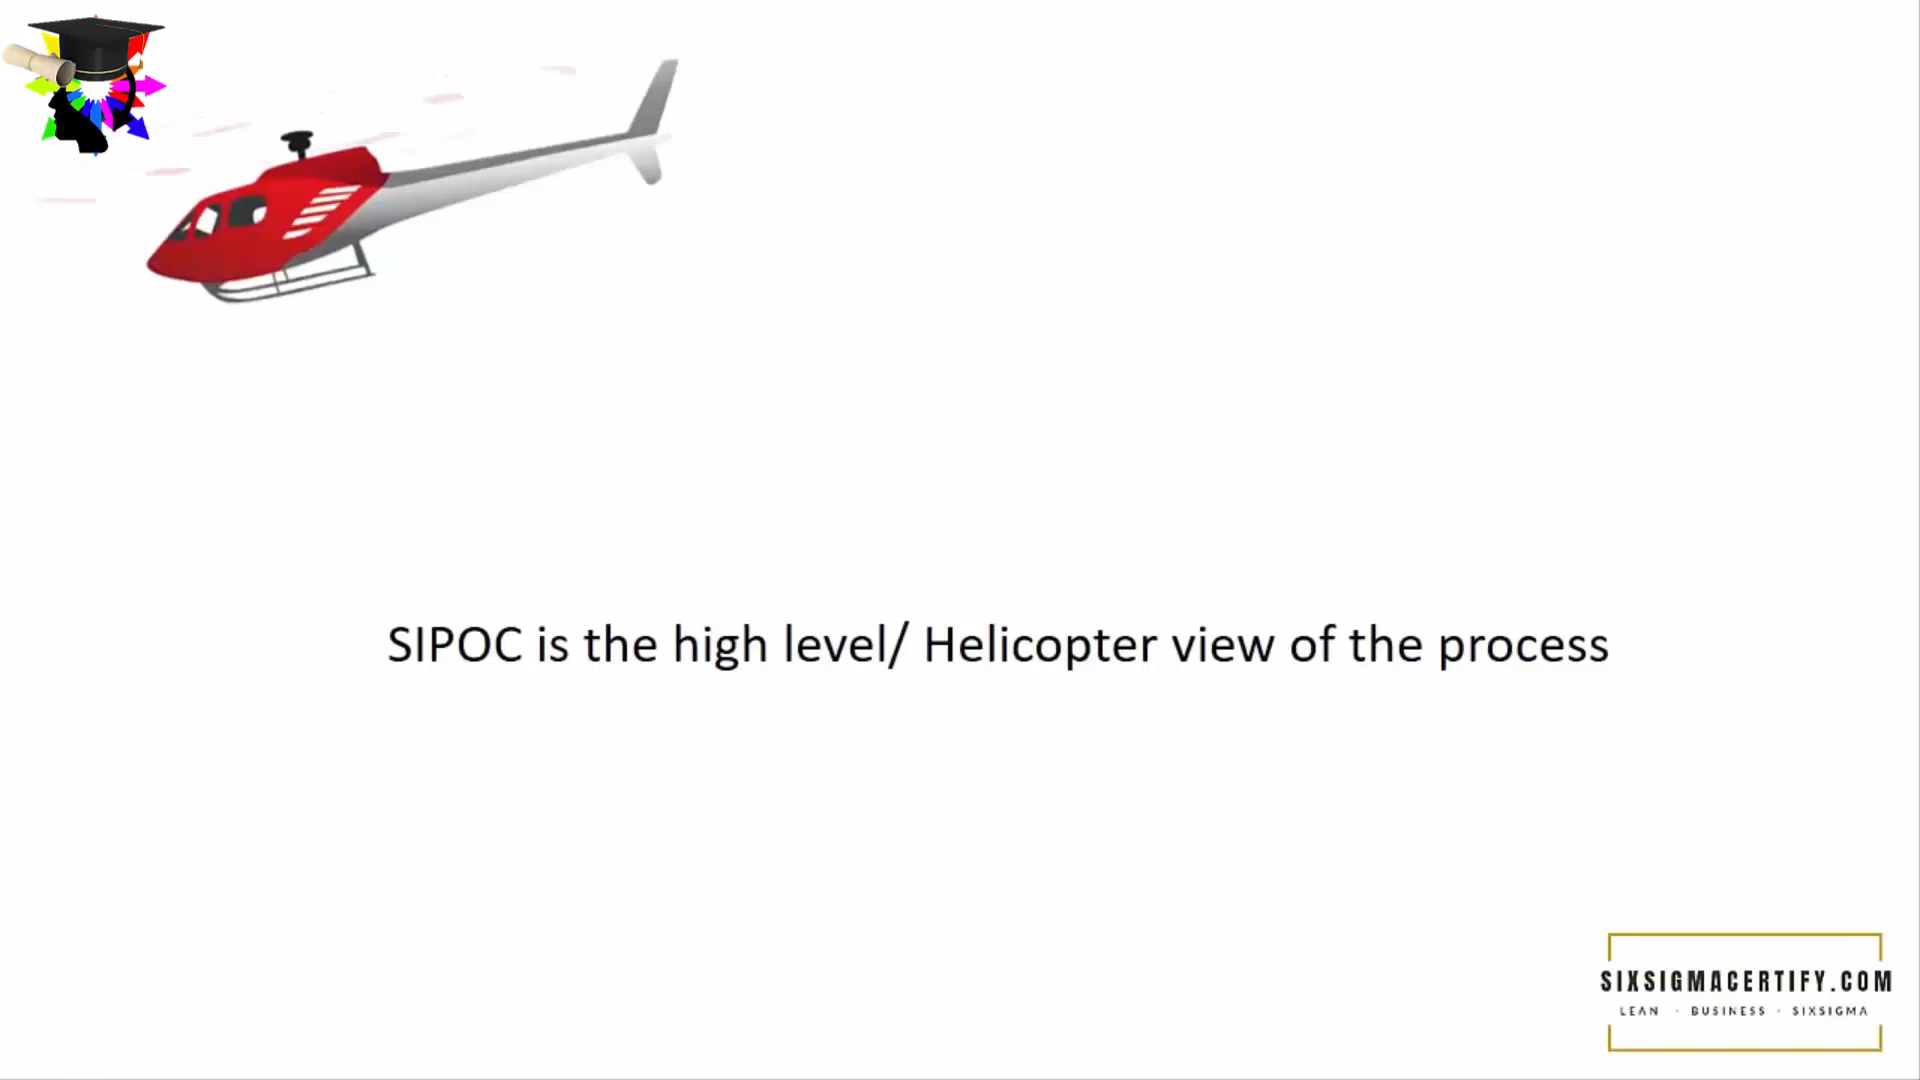 SIPOC is the high level/ Helicopter view of the process
SIXSIGMACERTIFY.COM
LEAN · BUSINESS · SIXSIGMA